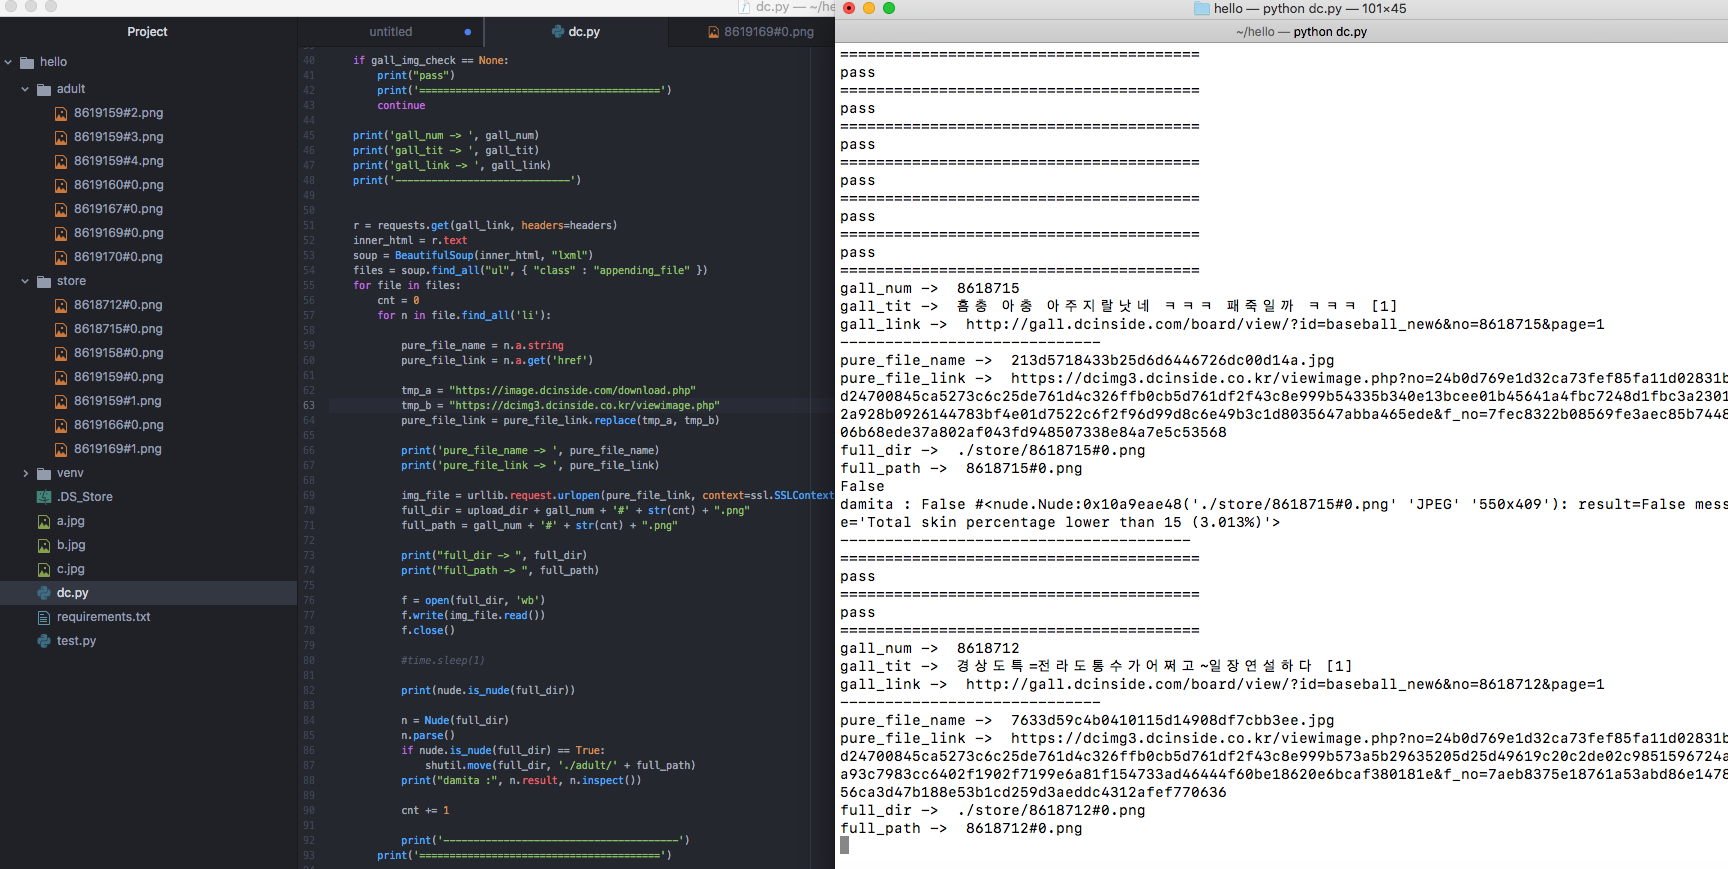 dc.py — ~/he
Project
untitled
dc.py
8619169#0.png
hello
adult
8619159#2.png
8619159#3.png
8619159#4.png
8619160#0.png
8619167#0.png
8619169#0.png
8619170#0.png
store
8618712#0.png
8618715#0.png
8619158#0.png
8619159#0.png
8619159#1.png
8619166#0.png
8619169#1.png
venv
.DS_Store
a.jpg
b.jpg
c.jpg
dc.py
requirements.txt
test.py
40 if gall_img_check == None:
41 print("pass")
42 print('========================================')
43 continue
44
45 print('gall_num -> ', gall_num)
46 print('gall_tit -> ', gall_tit)
47 print('gall_link -> ', gall_link)
48 print('-----------------------------')
49
50
51 r = requests.get(gall_link, headers=headers)
52 inner_html = r.text
53 soup = BeautifulSoup(inner_html, "lxml")
54 files = soup.find_all("ul", { "class" : "appending_file" })
55 for file in files:
56 cnt = 0
57 for n in file.find_all('li'):
58
59 pure_file_name = n.a.string
60 pure_file_link = n.a.get('href')
61
62 tmp_a = "https://image.dcinside.com/download.php"
63 tmp_b = "https://dcimg3.dcinside.co.kr/viewimage.php"
64 pure_file_link = pure_file_link.replace(tmp_a, tmp_b)
65
66 print('pure_file_name -> ', pure_file_name)
67 print('pure_file_link -> ', pure_file_link)
68
69 img_file = urllib.request.urlopen(pure_file_link, context=ssl.SSLContext
70 full_dir = upload_dir + gall_num + '#' + str(cnt) + ".png"
71 full_path = gall_num + '#' + str(cnt) + ".png"
72
73 print("full_dir -> ", full_dir)
74 print("full_path -> ", full_path)
75
76 f = open(full_dir, 'wb')
77 f.write(img_file.read())
78 f.close()
79
80 #time.sleep(1)
81
82 print(nude.is_nude(full_dir))
83
84 n = Nude(full_dir)
85 n.parse()
86 if nude.is_nude(full_dir) == True:
87 shutil.move(full_dir, './adult/' + full_path)
88 print("damita :", n.result, n.inspect())
89
90 cnt += 1
91
92 print('---------------------------------------')
93 print('========================================')
hello — python dc.py — 101×45
~/hello — python dc.py
========================================
pass
========================================
pass
========================================
pass
========================================
pass
========================================
pass
========================================
pass
========================================
gall_num -> 8618715
gall_tit -> 홈충 아충 아주지랄낫네 ㅋㅋㅋ 패죽일까 ㅋㅋㅋ [1]
gall_link -> http://gall.dcinside.com/board/view/?id=baseball_new6&no=8618715&page=1
-----------------------------
pure_file_name -> 213d5718433b25d6d6446726dc00d14a.jpg
pure_file_link -> https://dcimg3.dcinside.co.kr/viewimage.php?no=24b0d769e1d32ca73fef85fa11d02831b
d24700845ca5273c6c25de761d4c326ffb0cb5d761df2f43c8e999b54335b340e13bcee01b45641a4fbc7248d1fbc3a2301
2a928b0926144783bf4e01d7522c6f2f96d99d8c6e49b3c1d8035647abba465ede&f_no=7fec8322b08569fe3aec85b7448
06b68ede37a802af043fd948507338e84a7e5c53568
full_dir -> ./store/8618715#0.png
full_path -> 8618715#0.png
False
damita : False #<nude.Nude:0x10a9eae48('./store/8618715#0.png' 'JPEG' '550x409'): result=False mess
e='Total skin percentage lower than 15 (3.013%)'>
---------------------------------------
========================================
pass
========================================
pass
========================================
gall_num -> 8618712
gall_tit -> 경상도특=전라도통수가어쩌고~일장연설하다 [1]
gall_link -> http://gall.dcinside.com/board/view/?id=baseball_new6&no=8618712&page=1
-----------------------------
pure_file_name -> 7633d59c4b0410115d14908df7cbb3ee.jpg
pure_file_link -> https://dcimg3.dcinside.co.kr/viewimage.php?no=24b0d769e1d32ca73fef85fa11d02831b
d24700845ca5273c6c25de761d4c326ffb0cb5d761df2f43c8e999b573a5b29635205d25d49619c20c2de02c9851596724a
a93c7983cc6402f1902f7199e6a81f154733ad46444f60be18620e6bcaf380181e&f_no=7aeb8375e18761a53abd86e1478
56ca3d47b188e53b1cd259d3aeddc4312afef770636
full_dir -> ./store/8618712#0.png
full_path -> 8618712#0.png